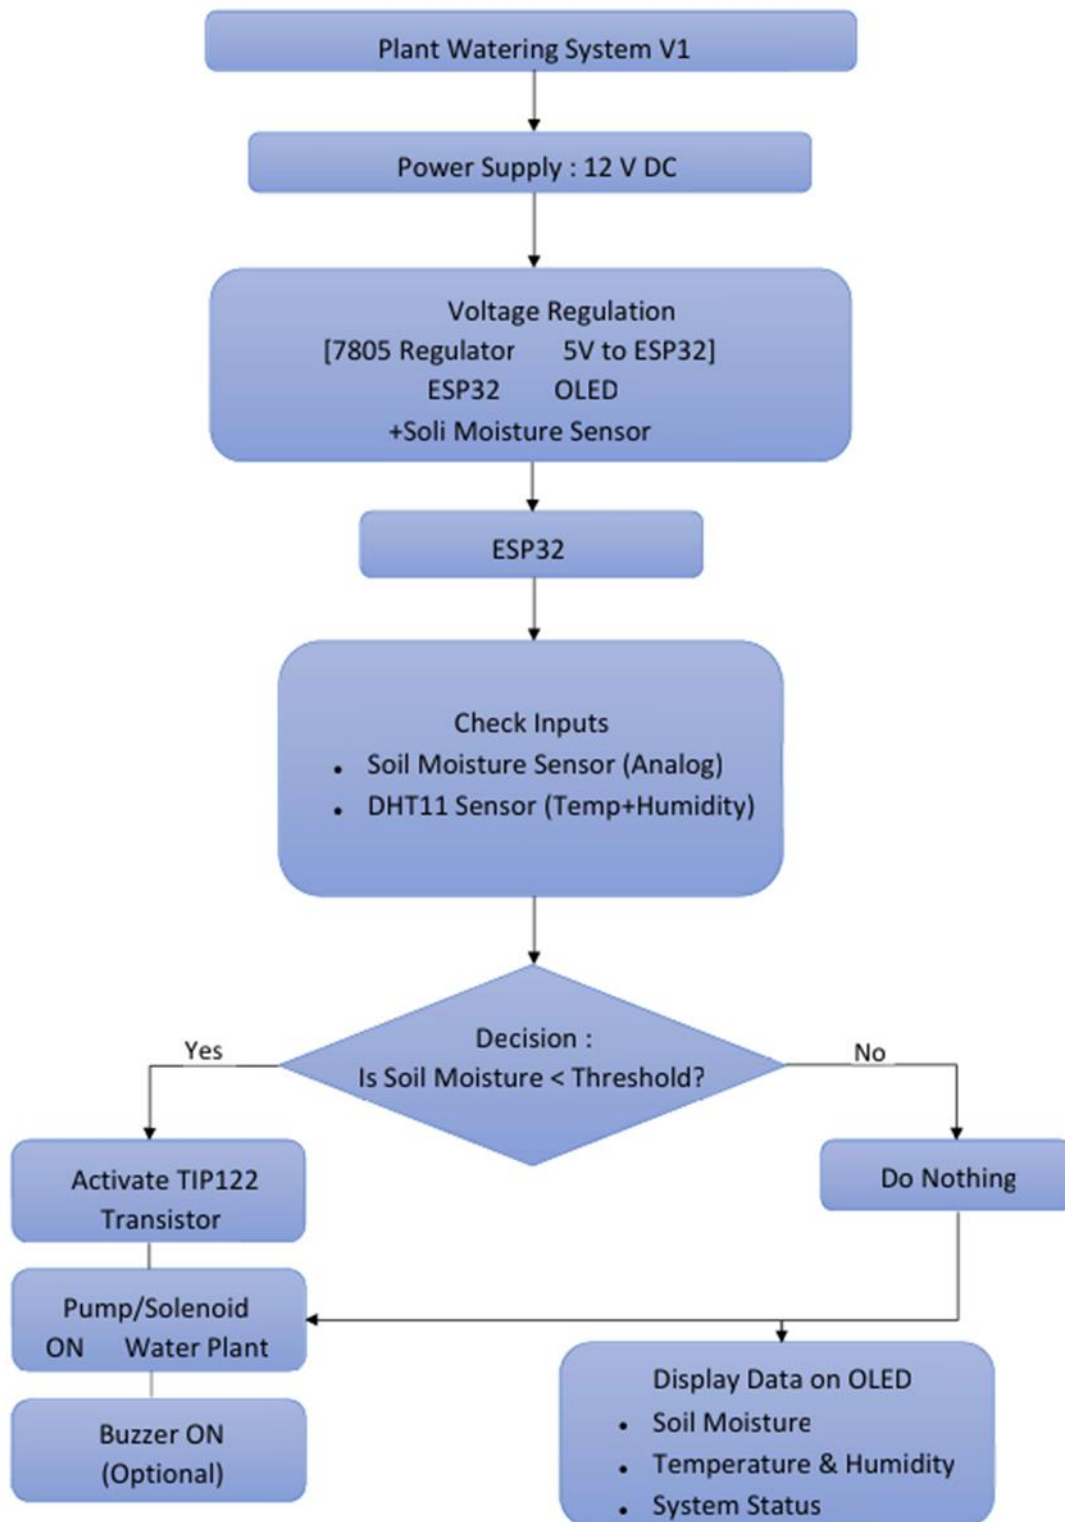 Plant Watering System V1
Power Supply : 12 V DC
Voltage Regulation
[7805 Regulator 5V to ESP32]
ESP32 OLED
+Soli Moisture Sensor
ESP32
Check Inputs
• Soil Moisture Sensor (Analog)
• DHT11 Sensor (Temp+Humidity)
Decision :
Is Soil Moisture < Threshold?
Yes
No
Activate TIP122
Transistor
Do Nothing
Pump/Solenoid
ON Water Plant
Buzzer ON
(Optional)
Display Data on OLED
• Soil Moisture
• Temperature & Humidity
• System Status